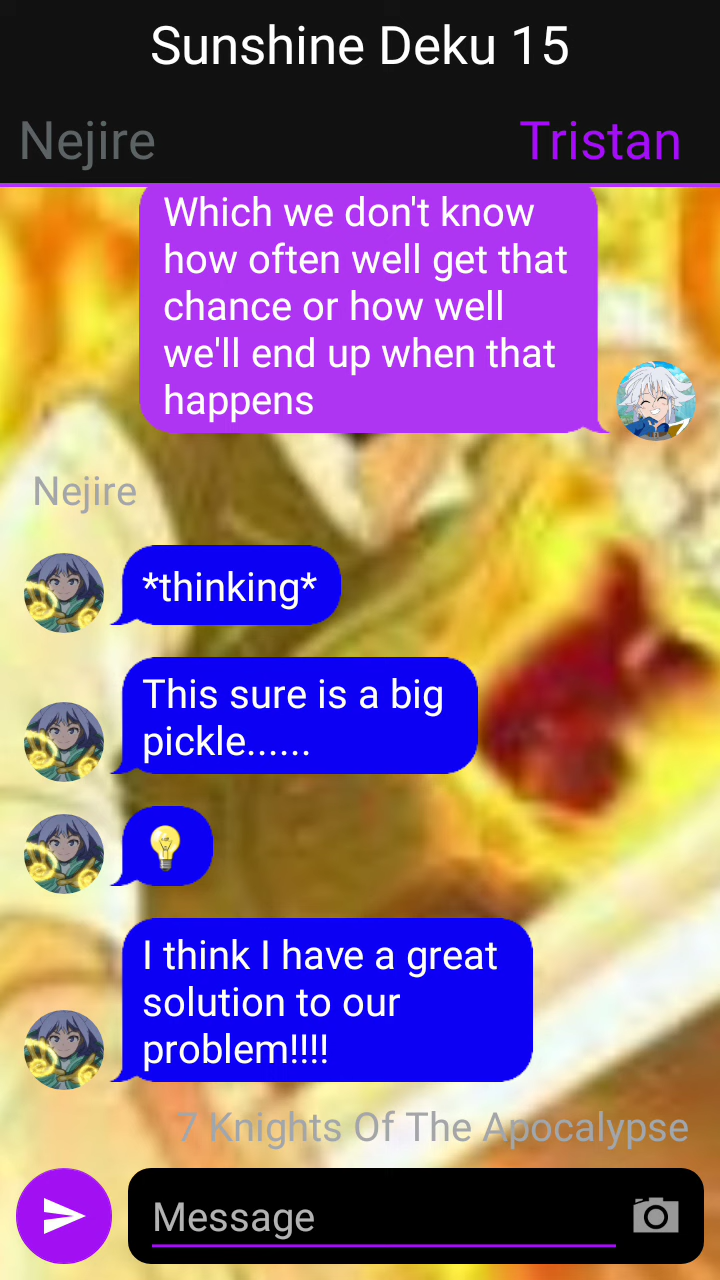 Sunshine Deku 15
Nejire
Tristan
Which we don't know
how often well get that
chance or how well
we'll end up when that
happens
Nejire
*thinking*
This sure is a big
pickle......
💡
I think I have a great
solution to our
problem!!!!
7 Knights Of The Apocalypse
Message